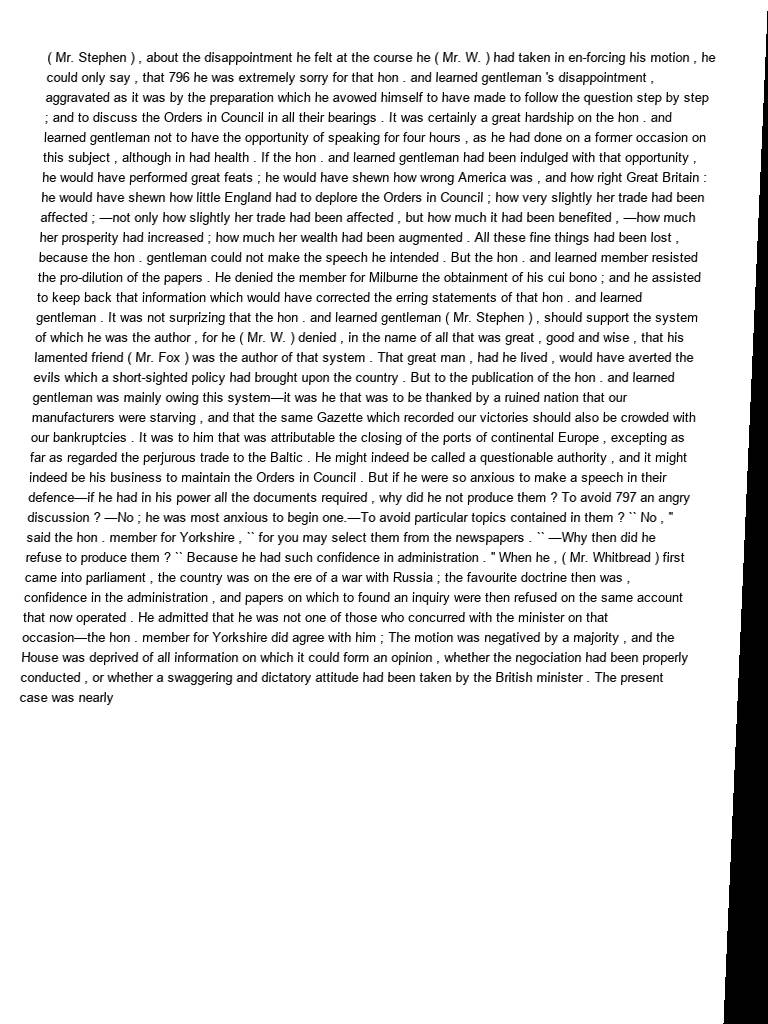 ( Mr. Stephen ) , about the disappointment he felt at the course he ( Mr. W. ) had taken in en-forcing his motion , he
could only say , that 796 he was extremely sorry for that hon . and learned gentleman 's disappointment ,
aggravated as it was by the preparation which he avowed himself to have made to follow the question step by step
; and to discuss the Orders in Council in all their bearings . It was certainly a great hardship on the hon . and
learned gentleman not to have the opportunity of speaking for four hours , as he had done on a former occasion on
this subject , although in had health . If the hon . and learned gentleman had been indulged with that opportunity ,
he would have performed great feats ; he would have shewn how wrong America was , and how right Great Britain :
he would have shewn how little England had to deplore the Orders in Council ; how very slightly her trade had been
affected ; —not only how slightly her trade had been affected , but how much it had been benefited , —how much
her prosperity had increased ; how much her wealth had been augmented . All these fine things had been lost ,
because the hon . gentleman could not make the speech he intended . But the hon . and learned member resisted
the pro-dilution of the papers . He denied the member for Milburne the obtainment of his cui bono ; and he assisted
to keep back that information which would have corrected the erring statements of that hon . and learned
gentleman . It was not surprizing that the hon . and learned gentleman ( Mr. Stephen ) , should support the system
of which he was the author , for he ( Mr. W. ) denied , in the name of all that was great , good and wise , that his
lamented friend ( Mr. Fox ) was the author of that system . That great man , had he lived , would have averted the
evils which a short-sighted policy had brought upon the country . But to the publication of the hon . and learned
gentleman was mainly owing this system—it was he that was to be thanked by a ruined nation that our
manufacturers were starving , and that the same Gazette which recorded our victories should also be crowded with
our bankruptcies . It was to him that was attributable the closing of the ports of continental Europe , excepting as
far as regarded the perjurous trade to the Baltic . He might indeed be called a questionable authority , and it might
indeed be his business to maintain the Orders in Council . But if he were so anxious to make a speech in their
defence—if he had in his power all the documents required , why did he not produce them ? To avoid 797 an angry
discussion ? —No ; he was most anxious to begin one.—To avoid particular topics contained in them ? `` No , "
said the hon . member for Yorkshire , `` for you may select them from the newspapers . `` —Why then did he
refuse to produce them ? `` Because he had such confidence in administration . " When he , ( Mr. Whitbread ) first
came into parliament , the country was on the ere of a war with Russia ; the favourite doctrine then was ,
confidence in the administration , and papers on which to found an inquiry were then refused on the same account
that now operated . He admitted that he was not one of those who concurred with the minister on that
occasion—the hon . member for Yorkshire did agree with him ; The motion was negatived by a majority , and the
House was deprived of all information on which it could form an opinion , whether the negociation had been properly
conducted , or whether a swaggering and dictatory attitude had been taken by the British minister . The present
case was nearly